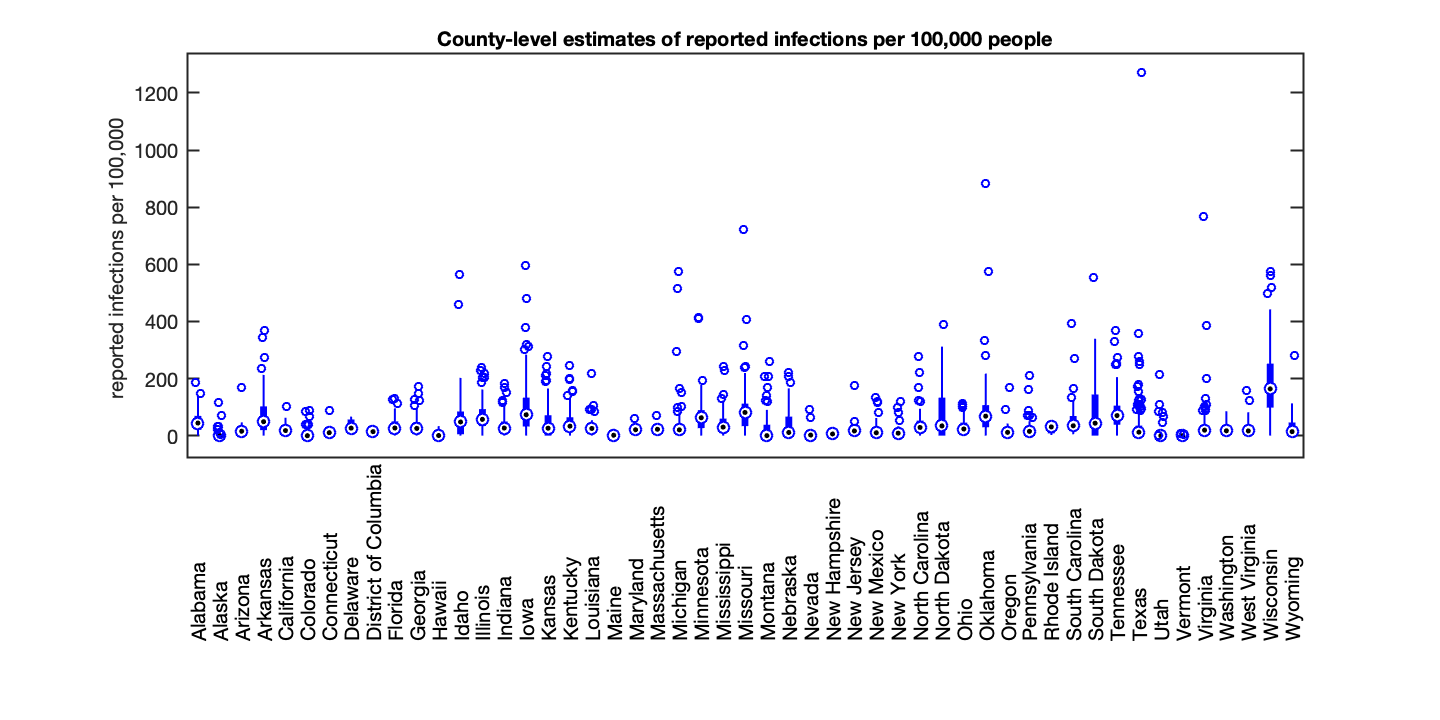 County-level estimates of reported infections per 100,000 people
reported infections per 100,000
1200
1000
800
600
400
200
0
Alabama
Alaska
Arizona
Arkansas
California
Colorado
Connecticut
Delaware
District of Columbia
Florida
Georgia
Hawaii
Idaho
Illinois
Indiana
Iowa
Kansas
Kentucky
Louisiana
Maine
Maryland
Massachusetts
Michigan
Minnesota
Mississippi
Missouri
Montana
Nebraska
Nevada
New Hampshire
New Jersey
New Mexico
New York
North Carolina
North Dakota
Ohio
Oklahoma
Oregon
Pennsylvania
Rhode Island
South Carolina
South Dakota
Tennessee
Texas
Utah
Vermont
Virginia
Washington
West Virginia
Wisconsin
Wyoming